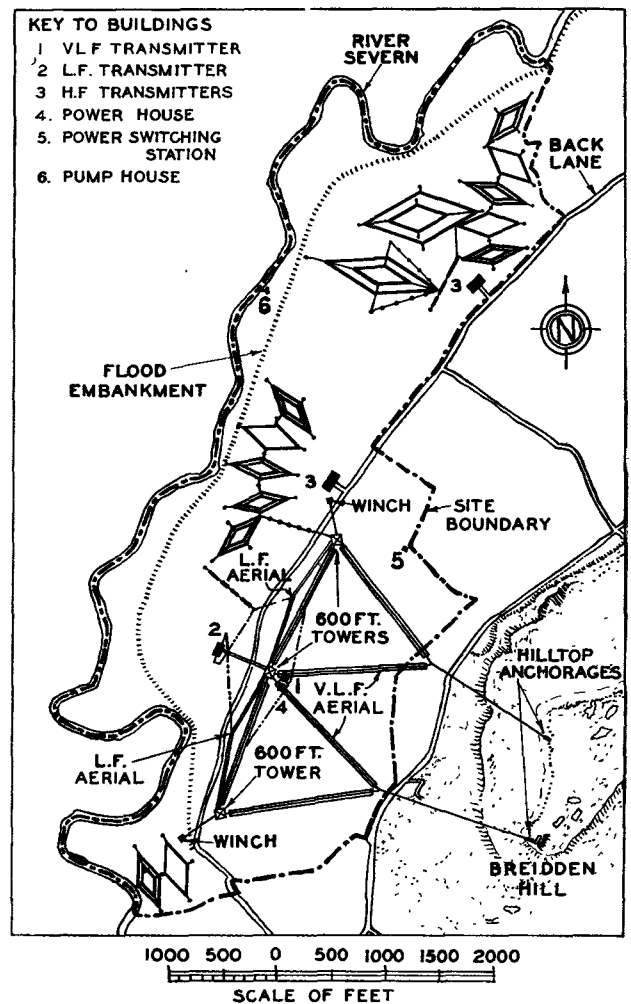 KEY TO BUILDINGS
1 VLF TRANSMITTER
2 L.F. TRANSMITTER
3 H.F TRANSMITTERS
4. POWER HOUSE
5. POWER SWITCHING
STATION
6. PUMP HOUSE
RIVER
SEVERN
BACK
LANE
3
6
N
FLOOD
EMBANKMENT
3
WINCH
SITE
BOUNDARY
5
L.F.
AERIAL
600 FT.
TOWERS
2
HILLTOP
ANCHORAGES
4
1
V.L.F.
AERIAL
L.F.
AERIAL
600 FT.
TOWER
WINCH
BREIDDEN
HILL
1000 500 0 500 1000 1500 2000
SCALE OF FEET